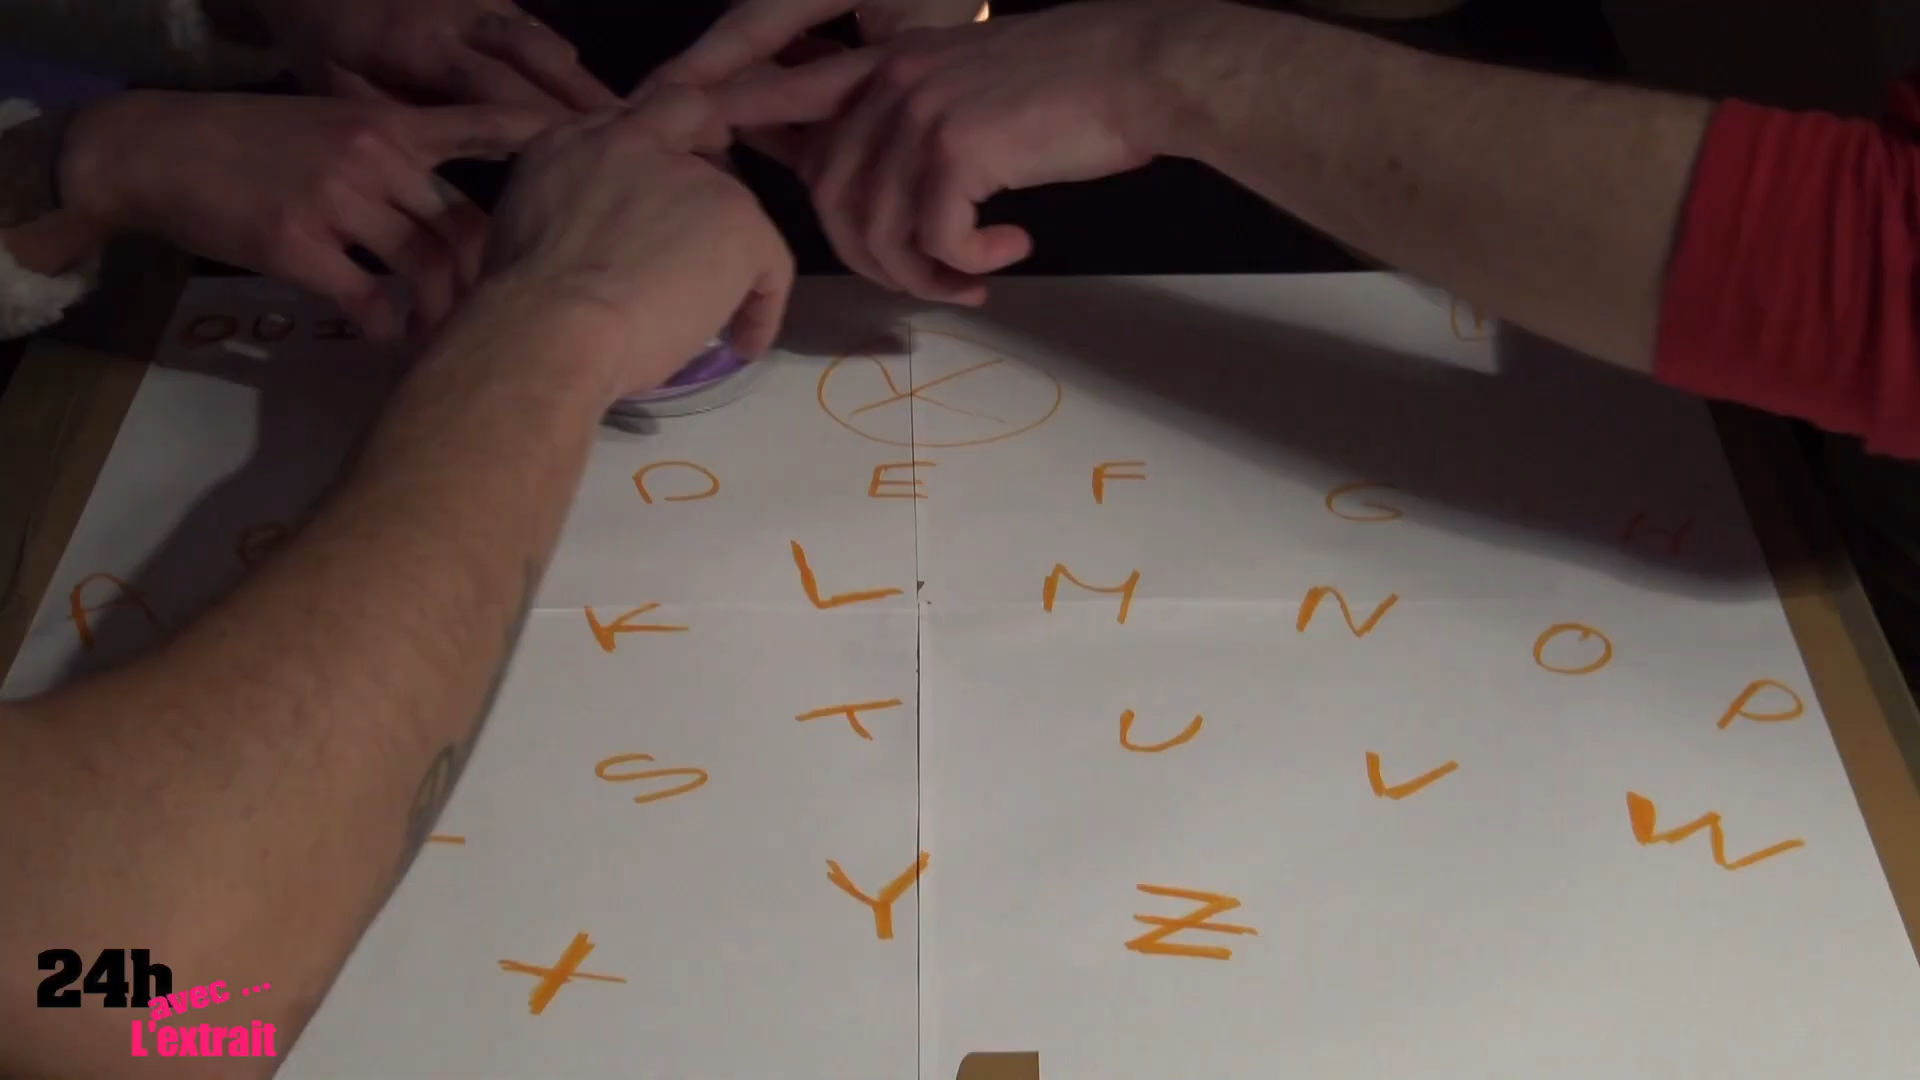 D E F G H
A
K L M N O P
S T U V W
X Y Z
24h
avec ...
L'extrait